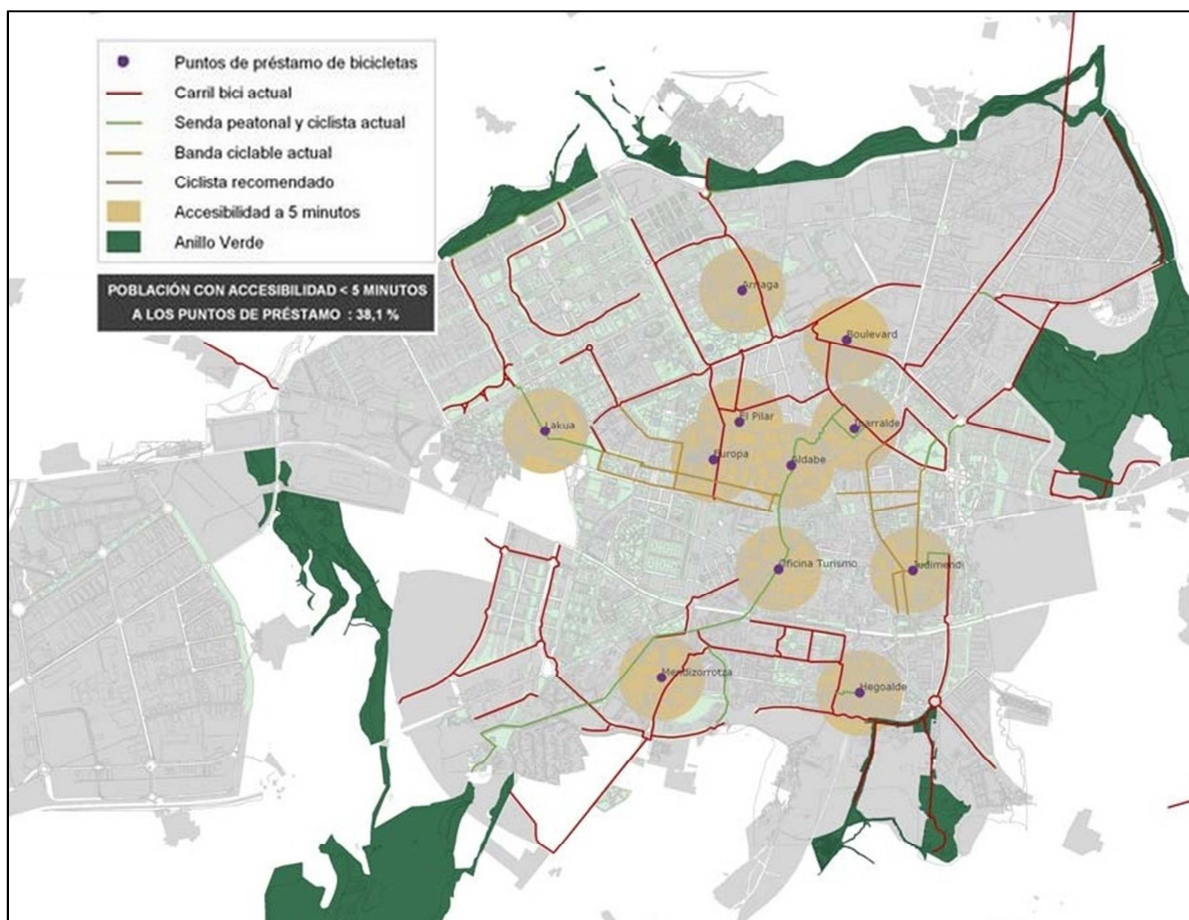 Puntos de préstamo de bicicletas
Carril bici actual
Senda peatonal y ciclista actual
Banda ciclable actual
Ciclista recomendado
Accesibilidad a 5 minutos
Anillo Verde
POBLACIÓN CON ACCESIBILIDAD < 5 MINUTOS
A LOS PUNTOS DE PRÉSTAMO : 38,1 %
Arriaga
Boulevard
El Pilar
Lakua
Iparralde
Europa
Aldabe
Oficina Turismo
Judimendi
Mendizorrotza
Hegoalde